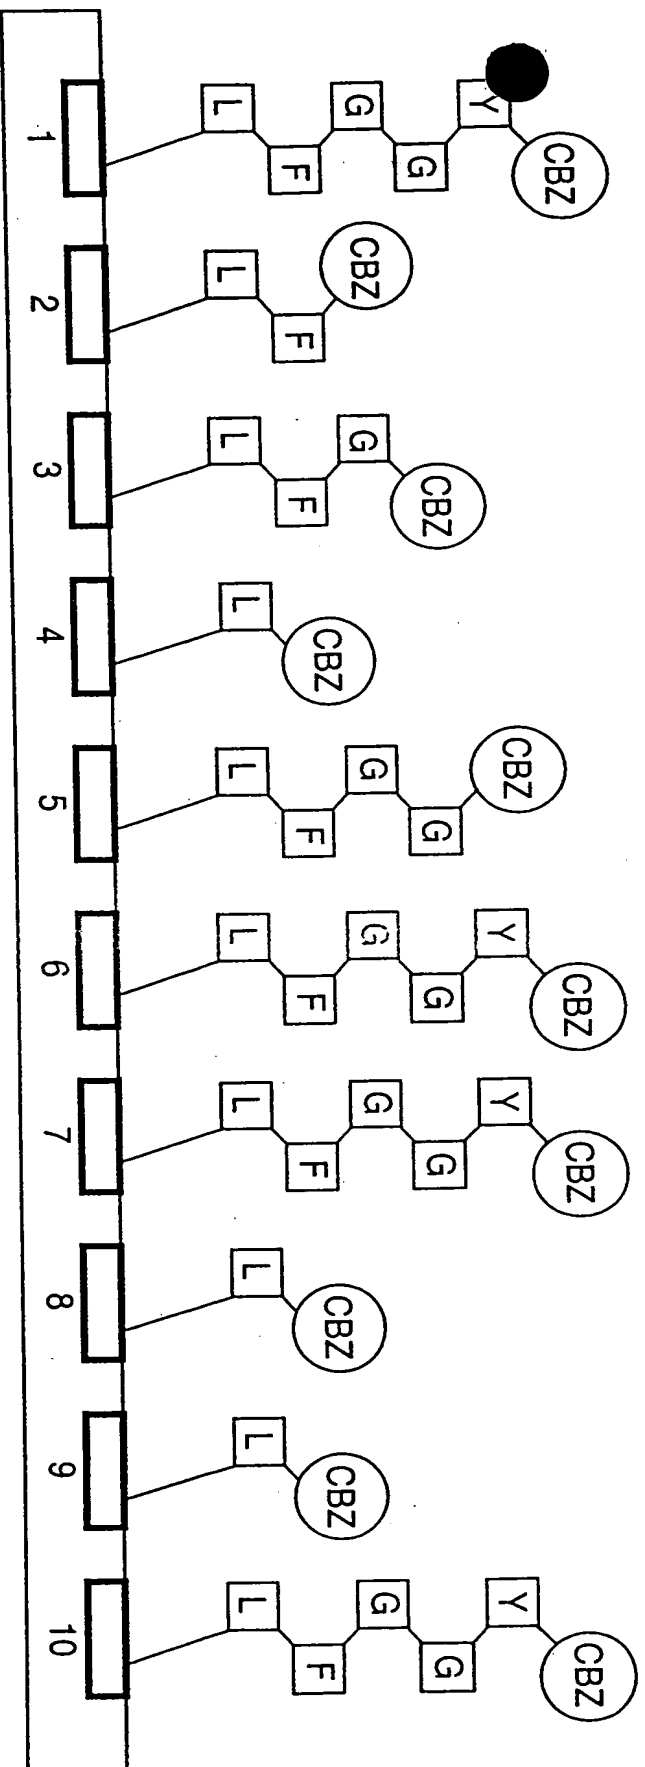 1 L F G G Y CBZ
2 L F CBZ
3 L F G CBZ
4 L CBZ
5 L F G G CBZ
6 L F G G Y CBZ
7 L F G G Y CBZ
8 L CBZ
9 L CBZ
10 L F G G Y CBZ